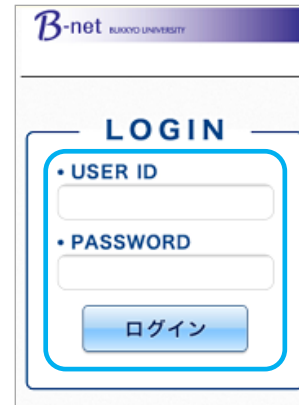 B-net BUKKYO UNIVERSITY
LOGIN
• USER ID
• PASSWORD
ログイン